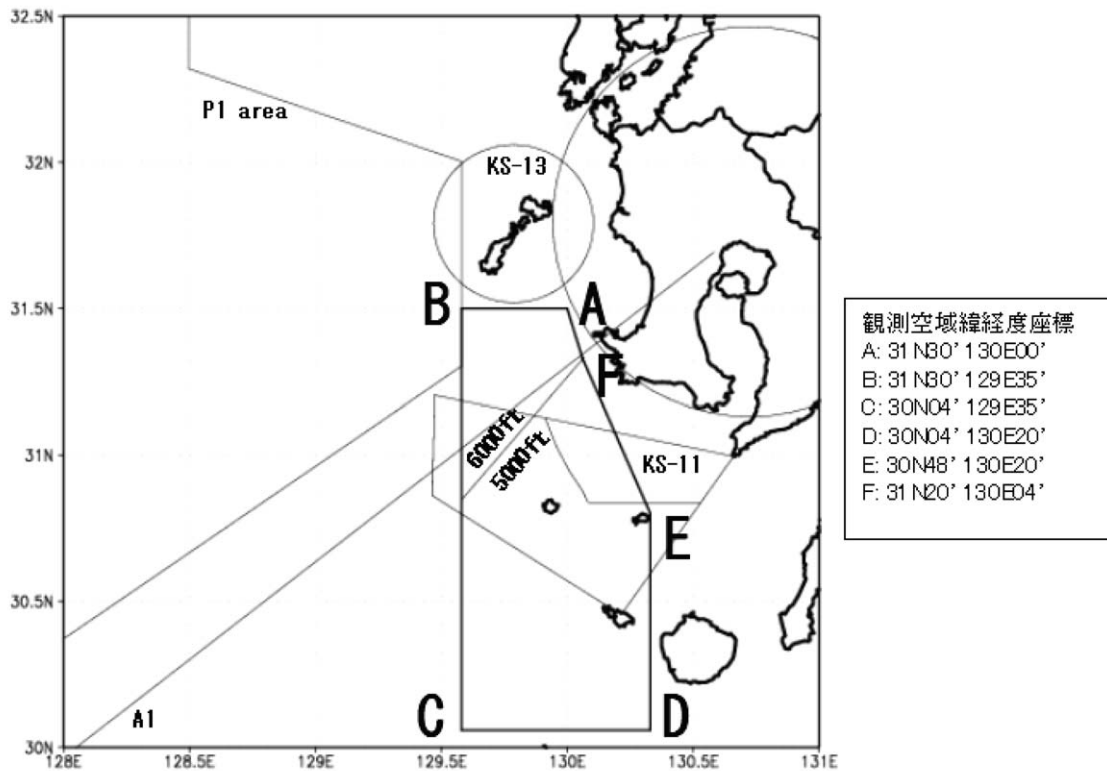 32.5N
P1 area
32N
KS-13
31.5N
B
A
F
6000ft
5000ft
31N
KS-11
E
30.5N
C
D
A1
30N
128E
128.5E
129E
129.5E
130E
130.5E
131E
観測空域緯経度座標
A: 31N30' 130E00'
B: 31N30' 129E35'
C: 30N04' 129E35'
D: 30N04' 130E20'
E: 30N48' 130E20'
F: 31N20' 130E04'